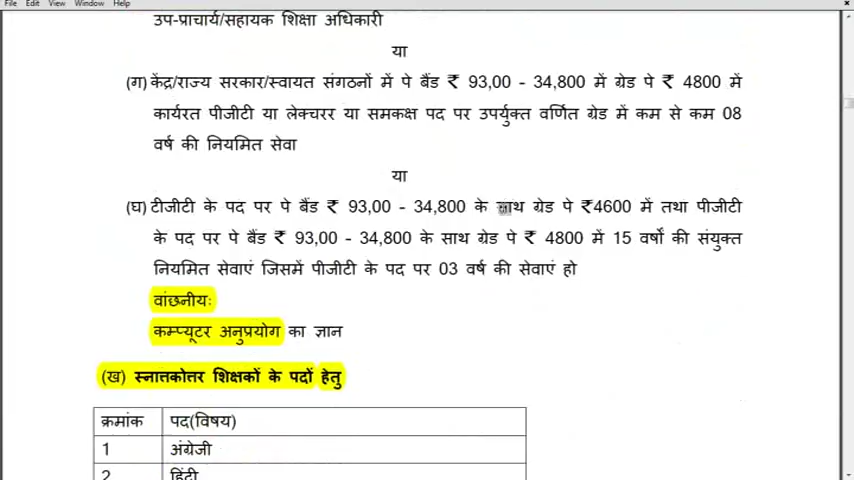 File Edit View Window Help
उप-प्राचार्य/सहायक शिक्षा अधिकारी
या
(ग) केंद्र/राज्य सरकार/स्वायत संगठनों में पे बैंड ₹ 93,00 - 34,800 में ग्रेड पे ₹ 4800 में
कार्यरत पीजीटी या लेक्चरर या समकक्ष पद पर उपर्युक्त वर्णित ग्रेड में कम से कम 08
वर्ष की नियमित सेवा
या
(घ) टीजीटी के पद पर पे बैंड ₹ 93,00 - 34,800 के साथ ग्रेड पे ₹4600 में तथा पीजीटी
के पद पर पे बैंड ₹ 93,00 - 34,800 के साथ ग्रेड पे ₹ 4800 में 15 वर्षों की संयुक्त
नियमित सेवाएं जिसमें पीजीटी के पद पर 03 वर्ष की सेवाएं हो
वांछनीयः
कम्प्यूटर अनुप्रयोग का ज्ञान
(ख) स्नात्तकोत्तर शिक्षकों के पदों हेतु
क्रमांक पद(विषय)
1 अंग्रेजी
2 हिंदी